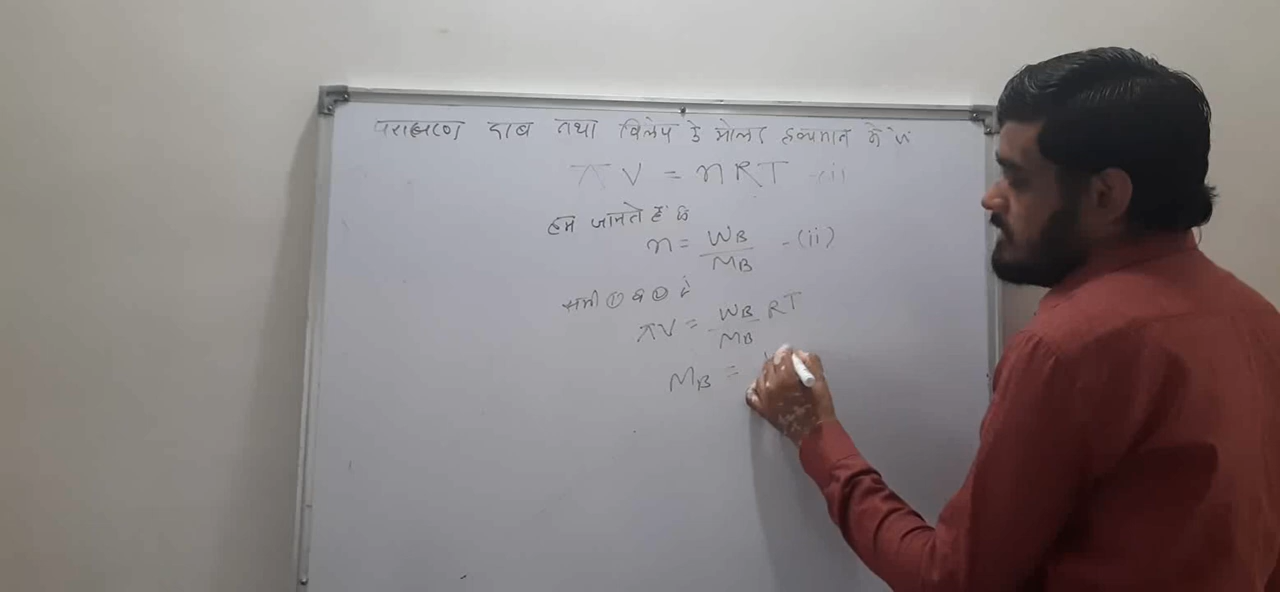 परासरण दाब तथा विलेय के मोलर द्रव्यमान में
πV = nRT -(i)
हम जानते हैं कि
n = WB/MB -(ii)
समी ① व ② से
πV = WB/MB RT
MB =